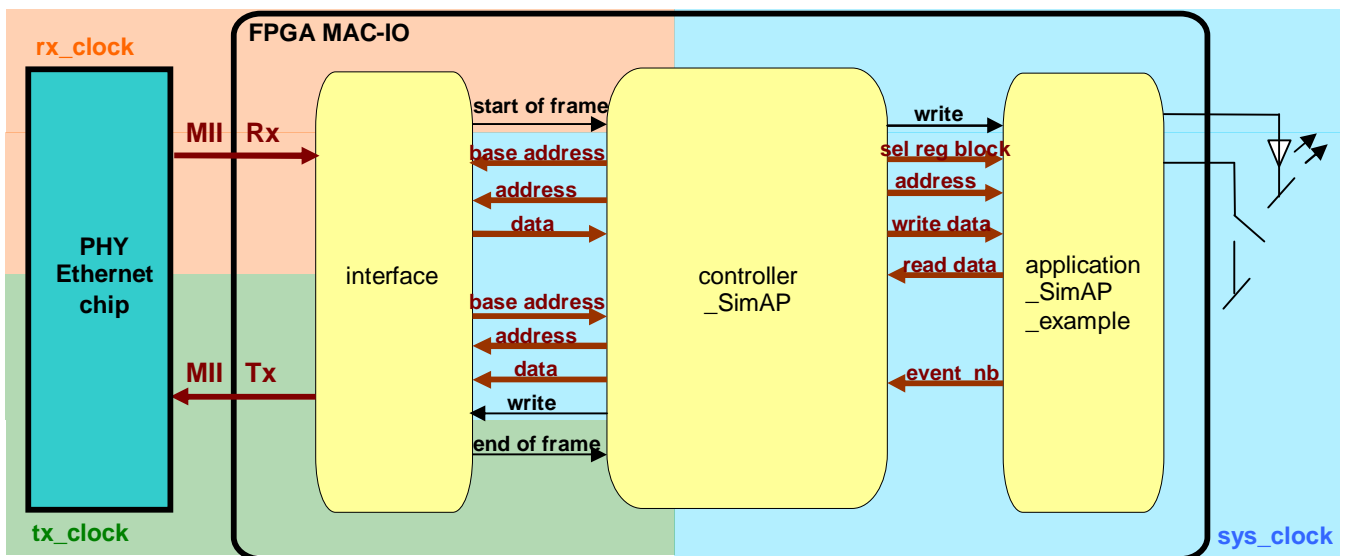 FPGA MAC-IO
rx_clock
PHY
Ethernet
chip
MII Rx
MII Tx
tx_clock
interface
start of frame
base address
address
data
base address
address
data
write
end of frame
controller
_SimAP
write
sel reg block
address
write data
read data
event_nb
application
_SimAP
_example
sys_clock